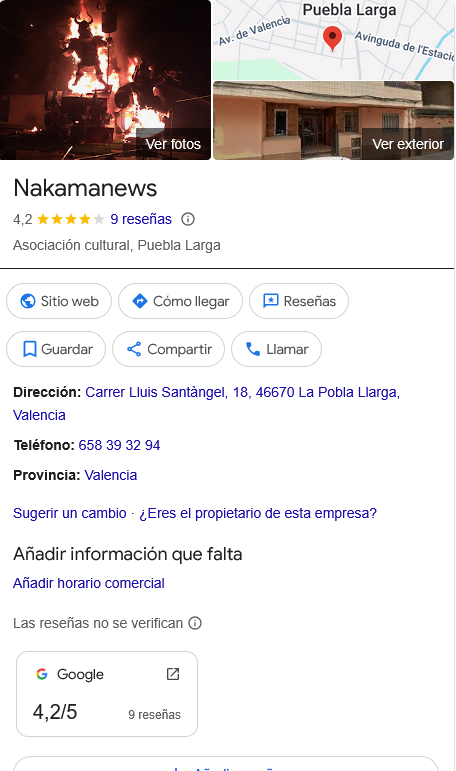 Puebla Larga
Av. de Valencia
Avinguda de l'Estació
Ver fotos
Ver exterior
Nakamanews
4,2 9 reseñas
Asociación cultural, Puebla Larga
Sitio web Cómo llegar Reseñas
Guardar Compartir Llamar
Dirección: Carrer Lluis Santàngel, 18, 46670 La Pobla Llarga,
Valencia
Teléfono: 658 39 32 94
Provincia: Valencia
Sugerir un cambio · ¿Eres el propietario de esta empresa?
Añadir información que falta
Añadir horario comercial
Las reseñas no se verifican
Google
4,2/5 9 reseñas